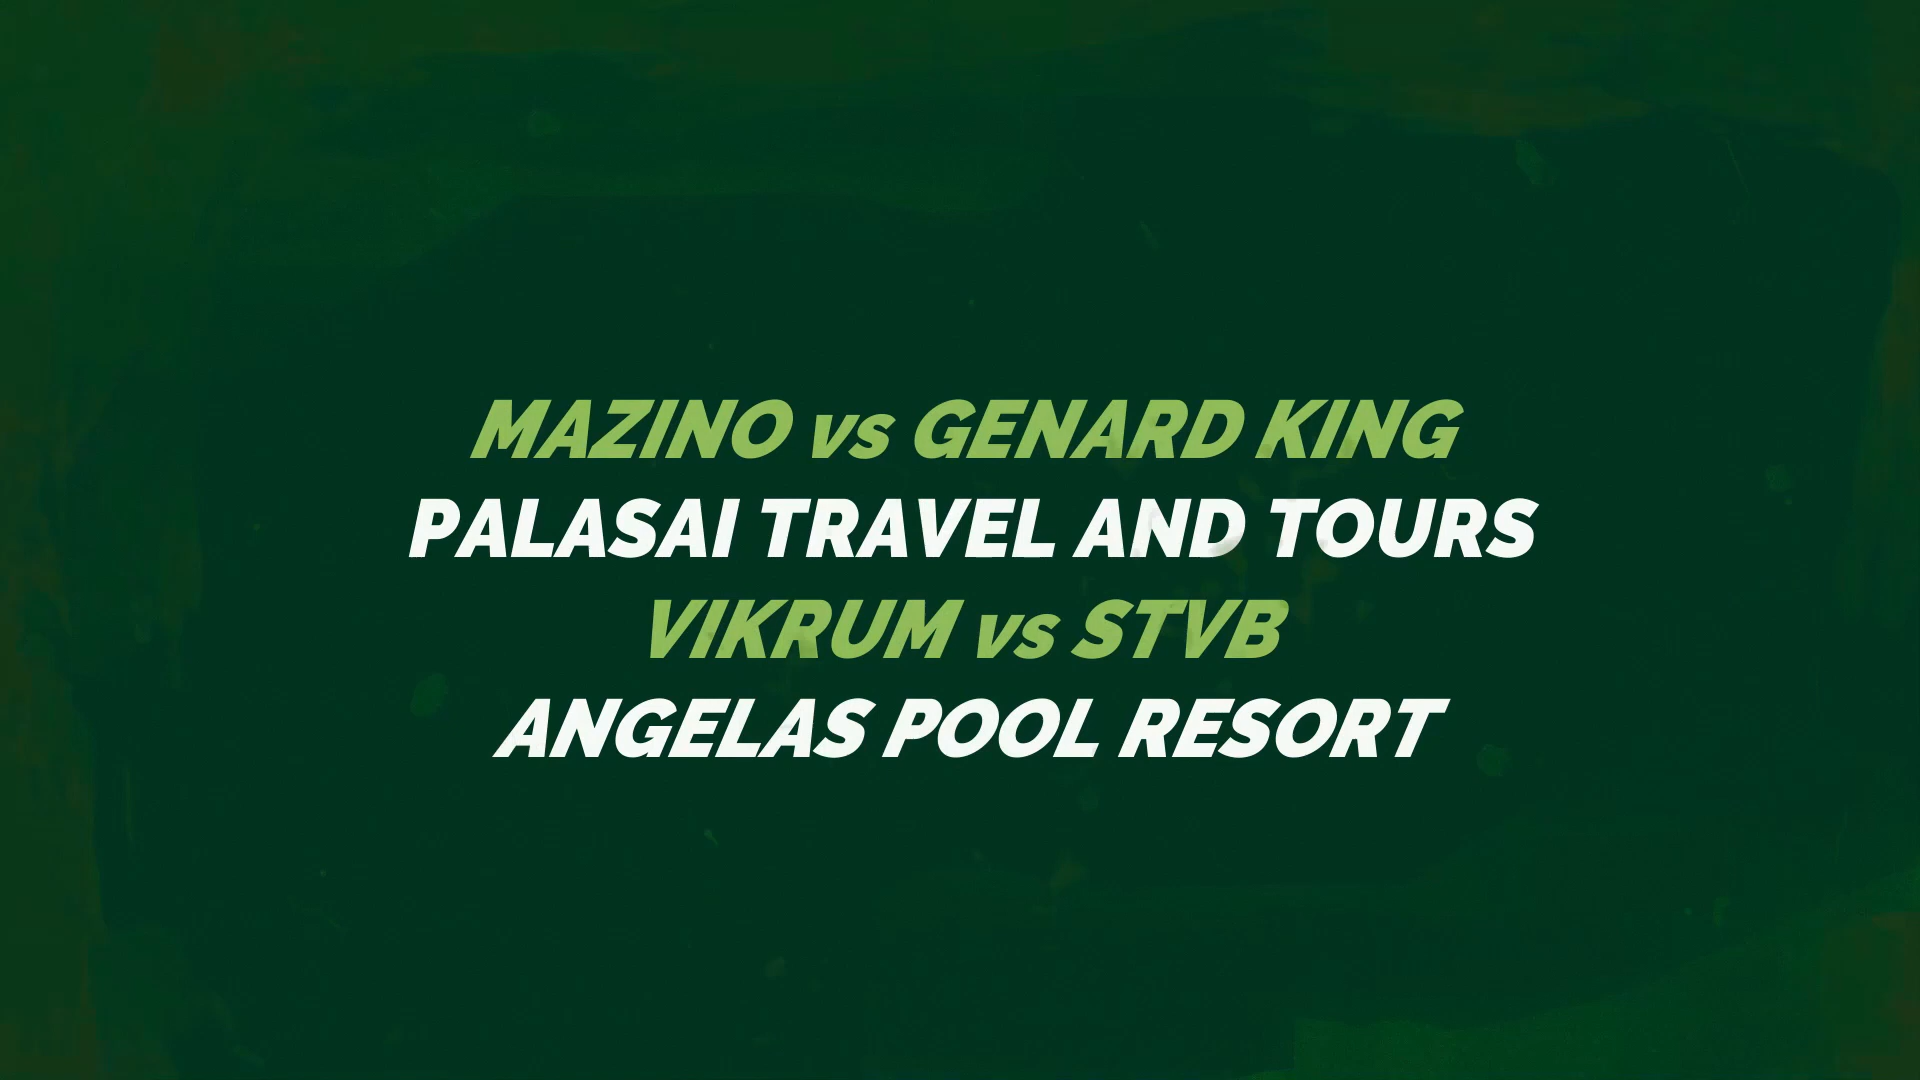 MAZINO vs GENARD KING
PALASAI TRAVEL AND TOURS
VIKRUM vs STVB
ANGELAS POOL RESORT